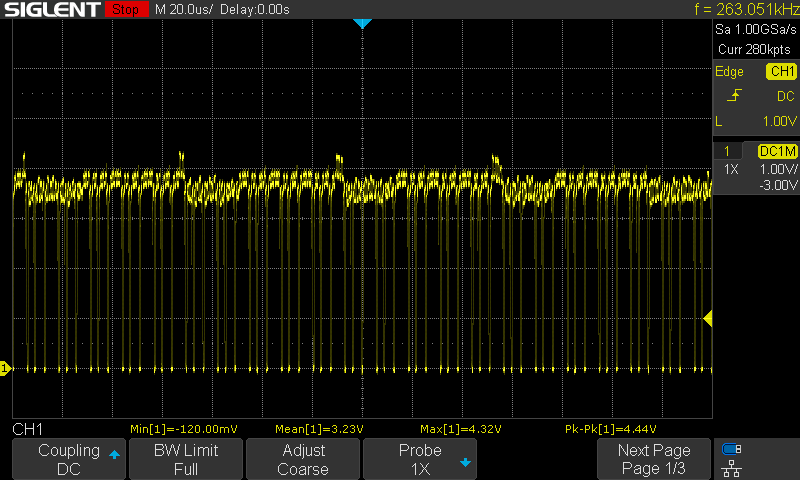 SIGLENT Stop M 20.0us/ Delay:0.00s f = 263.051kHz
Sa 1.00GSa/s
Curr 280kpts
Edge CH1
DC
L 1.00V
1 DC1M
1X 1.00V/
-3.00V
1
CH1 Min[1]=-120.00mV Mean[1]=3.23V Max[1]=4.32V Pk-Pk[1]=4.44V
Coupling BW Limit Adjust Probe Next Page
DC Full Coarse 1X Page 1/3